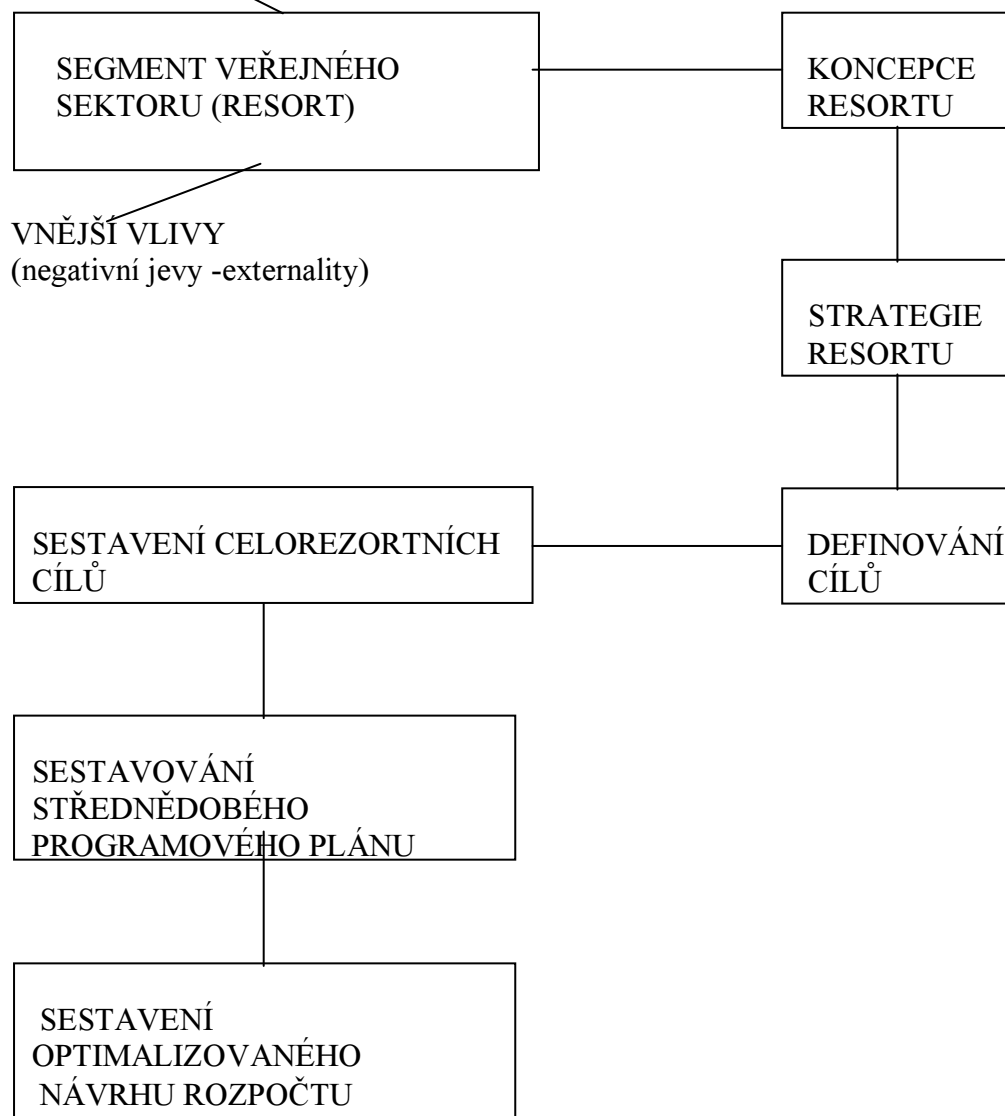 SEGMENT VEŘEJNÉHO
SEKTORU (RESORT)
KONCEPCE
RESORTU
VNĚJŠÍ VLIVY
(negativní jevy -externality)
STRATEGIE
RESORTU
SESTAVENÍ CELOREZORTNÍCH
CÍLŮ
DEFINOVÁNÍ
CÍLŮ
SESTAVOVÁNÍ
STŘEDNĚDOBÉHO
PROGRAMOVÉHO PLÁNU
SESTAVENÍ
OPTIMALIZOVANÉHO
NÁVRHU ROZPOČTU